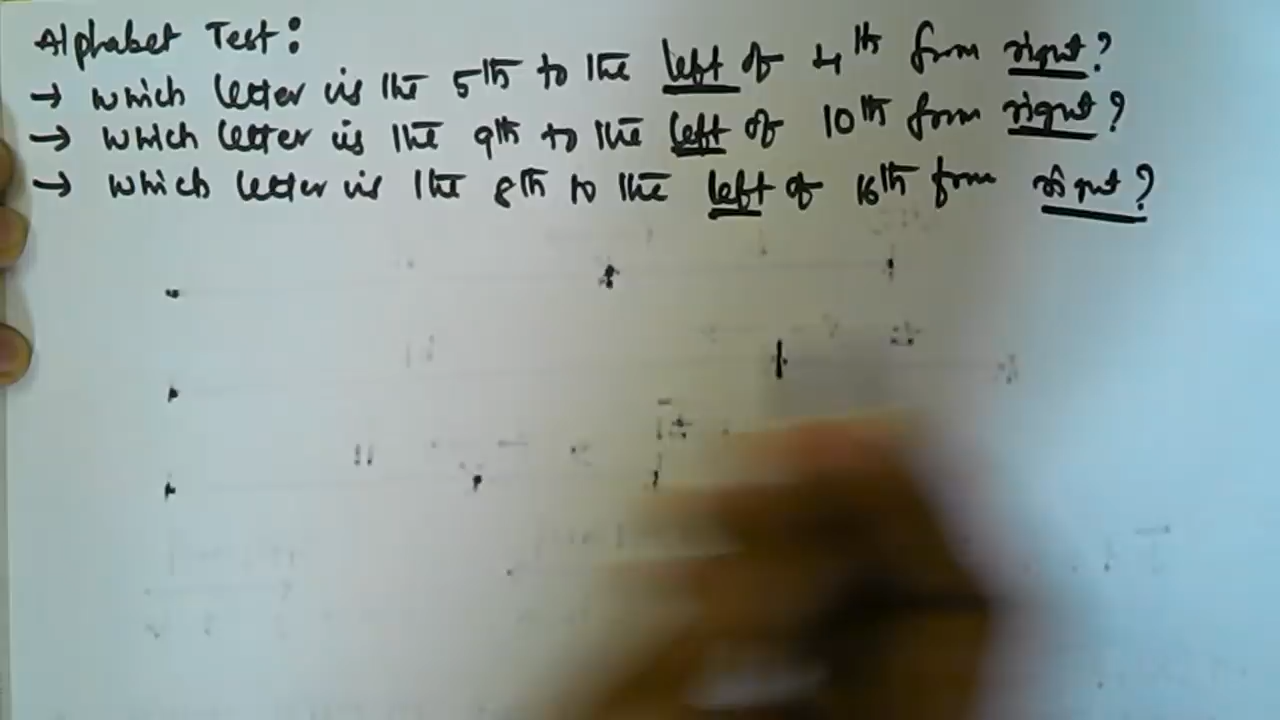 Alphabet Test:
→ which letter is the 5th to the left of 4th from right?
→ which letter is the 9th to the left of 10th from right?
→ which letter is the 8th to the left of 16th from right?